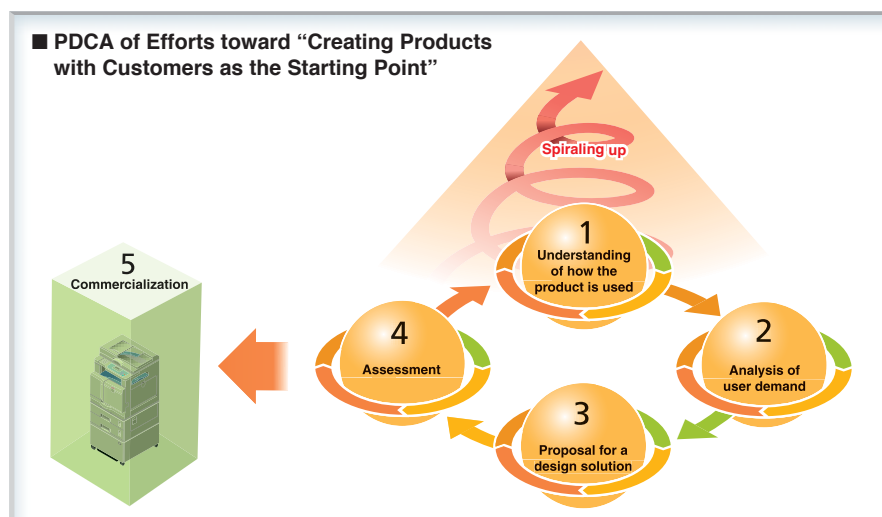 ■ PDCA of Efforts toward “Creating Products
with Customers as the Starting Point”
Spiraling up
1
Understanding
of how the
product is used
2
Analysis of
user demand
3
Proposal for a
design solution
4
Assessment
5
Commercialization